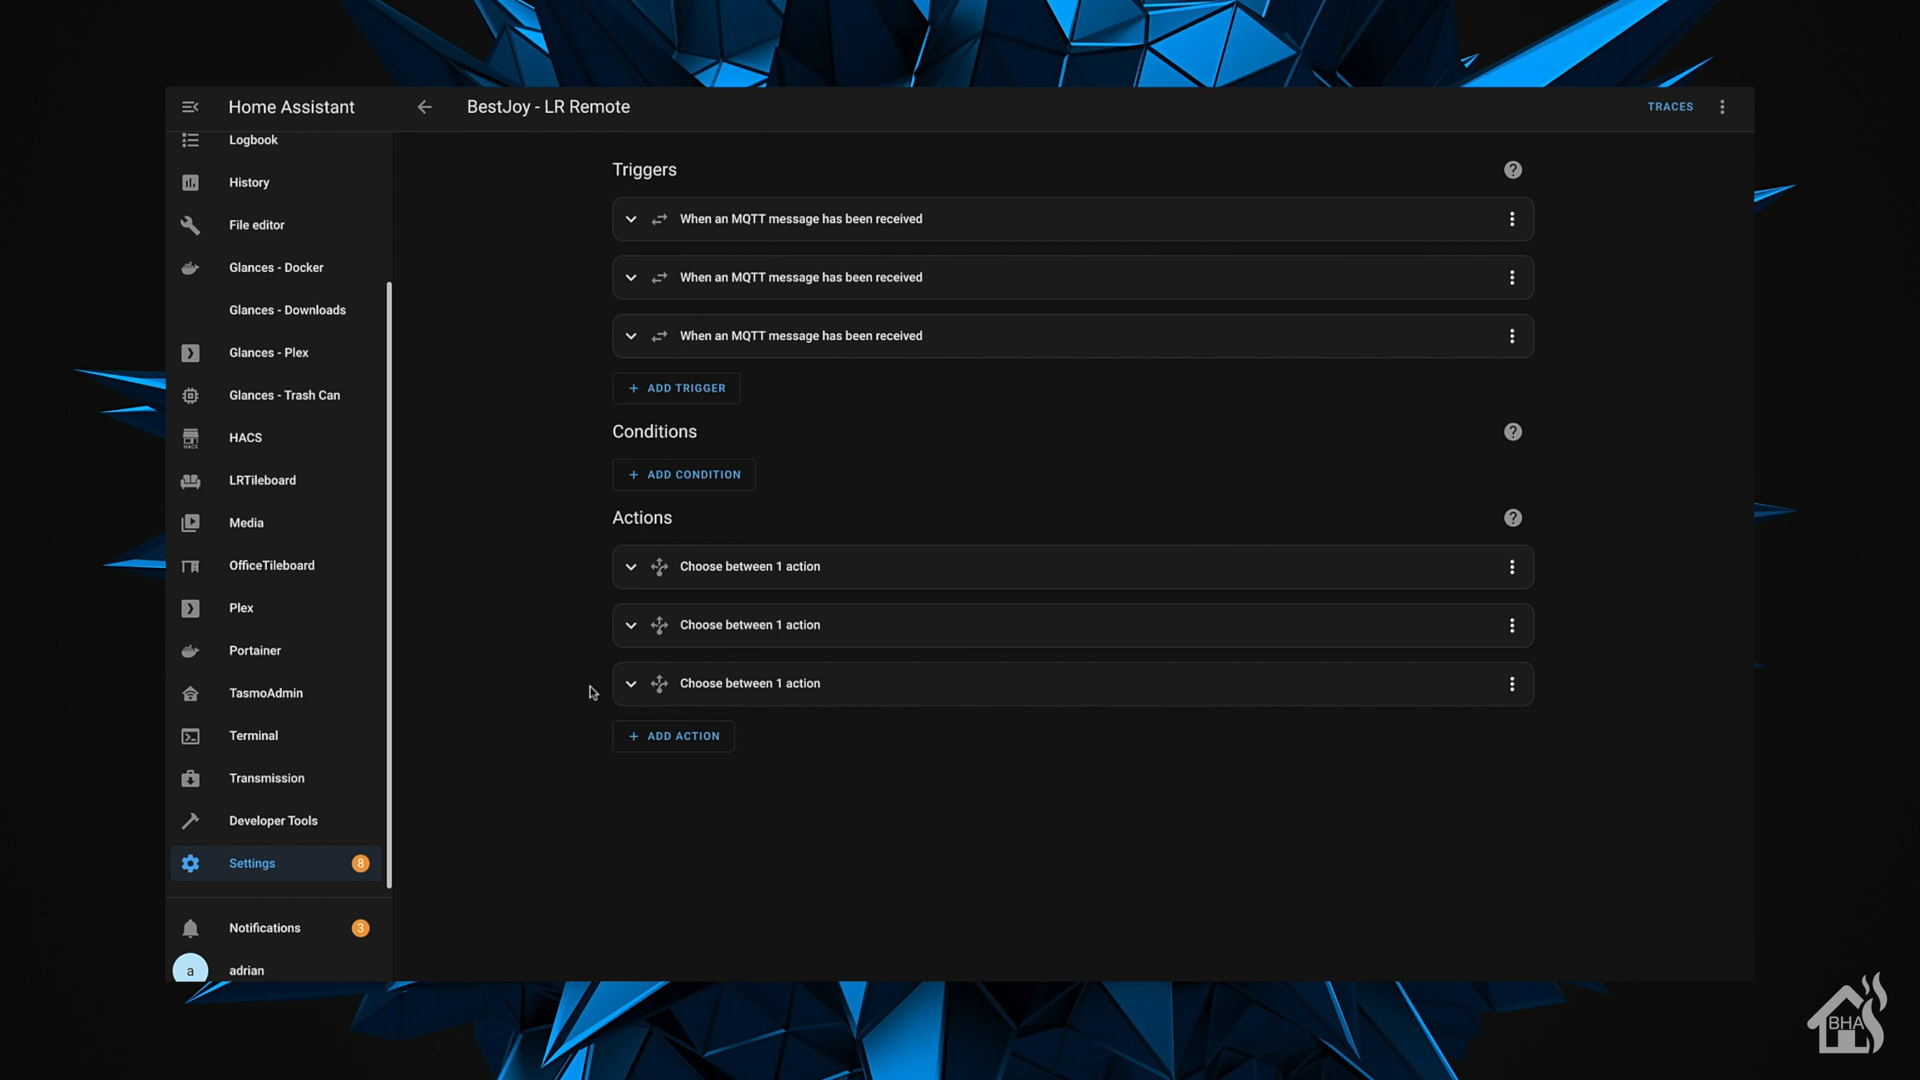 Home Assistant
BestJoy - LR Remote
TRACES
Logbook
History
File editor
Glances - Docker
Glances - Downloads
Glances - Plex
Glances - Trash Can
HACS
LRTileboard
Media
OfficeTileboard
Plex
Portainer
TasmoAdmin
Terminal
Transmission
Developer Tools
Settings 8
Notifications 3
a adrian
Triggers
When an MQTT message has been received
When an MQTT message has been received
When an MQTT message has been received
+ ADD TRIGGER
Conditions
+ ADD CONDITION
Actions
Choose between 1 action
Choose between 1 action
Choose between 1 action
+ ADD ACTION
BHA